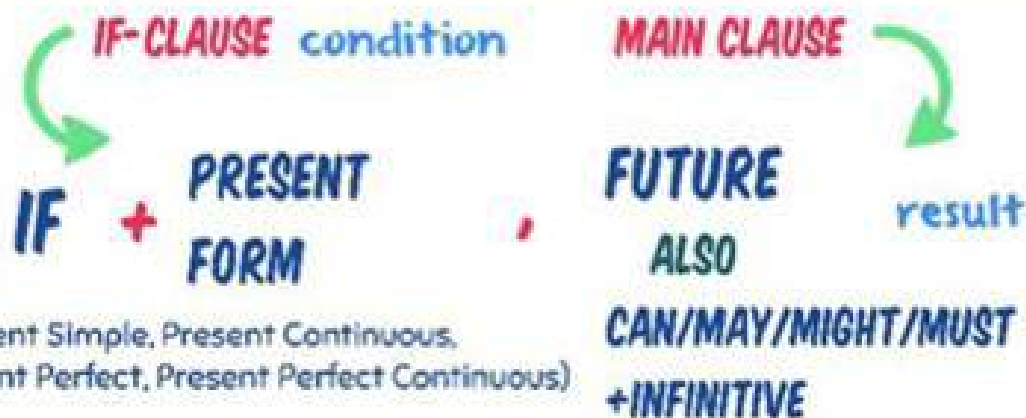 IF-CLAUSE condition MAIN CLAUSE
IF + PRESENT FORM , FUTURE
ALSO
result
ent Simple, Present Continuous,
nt Perfect, Present Perfect Continuous)
CAN/MAY/MIGHT/MUST
+INFINITIVE